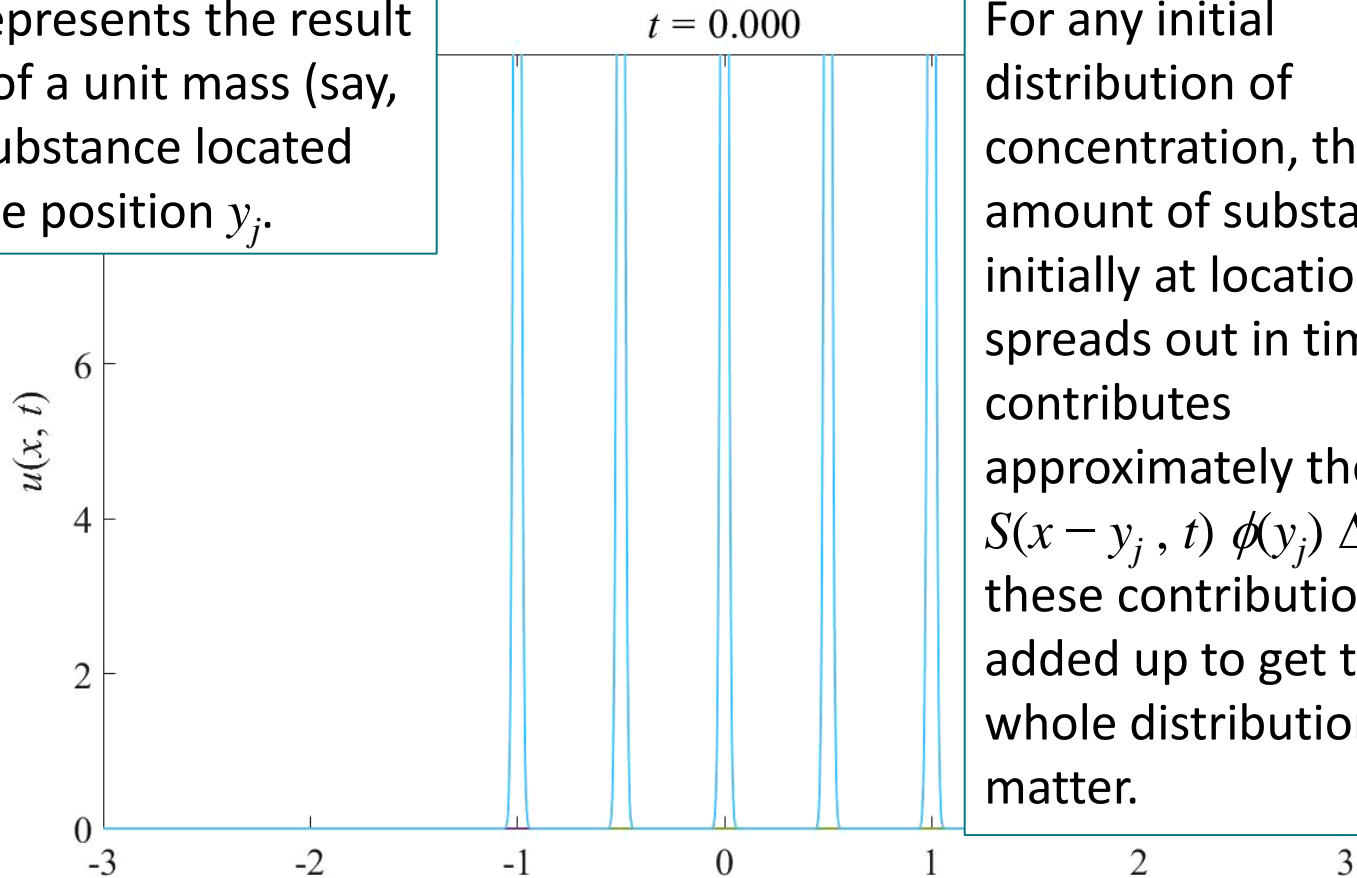 epresents the result
of a unit mass (say,
ubstance located
e position yⱼ.
t = 0.000
For any initial
distribution of
concentration, th
amount of substa
initially at locatio
spreads out in tim
contributes
approximately the
S(x − yⱼ , t) ϕ(yⱼ) Δ
these contributio
added up to get t
whole distributio
matter.
u(x, t)
6
4
2
0
-3 -2 -1 0 1 2 3